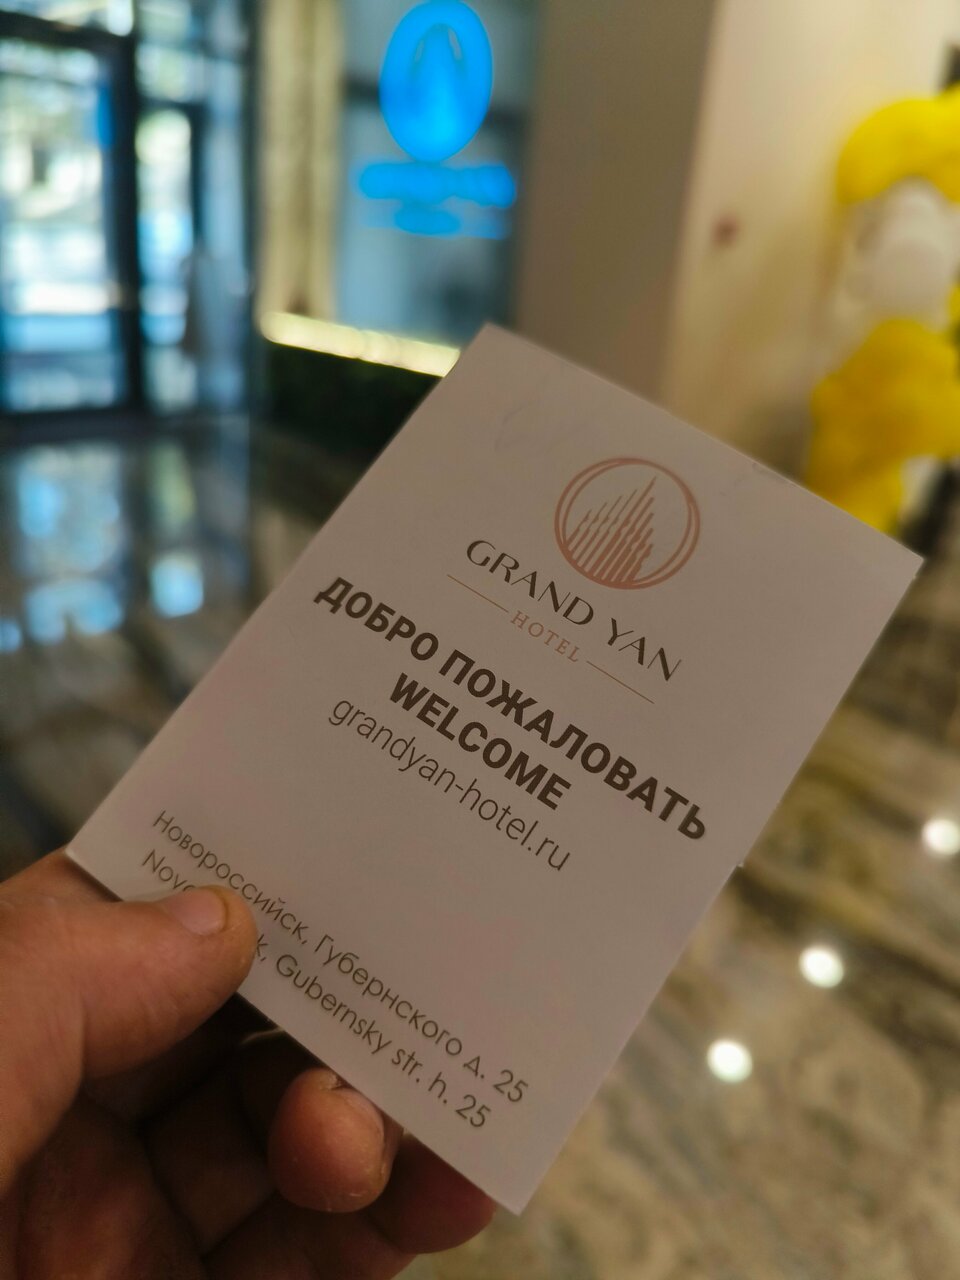 GRAND YAN
HOTEL
ДОБРО ПОЖАЛОВАТЬ
WELCOME
grandyan-hotel.ru
Новороссийск, Губернского д. 25
Gubernsky str. h. 25